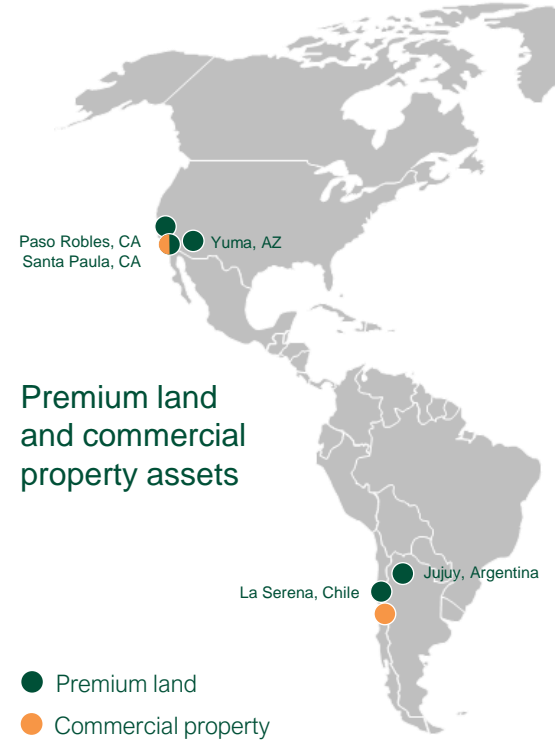 Paso Robles, CA
Santa Paula, CA
Yuma, AZ
Premium land
and commercial
property assets
Jujuy, Argentina
La Serena, Chile
Premium land
Commercial property